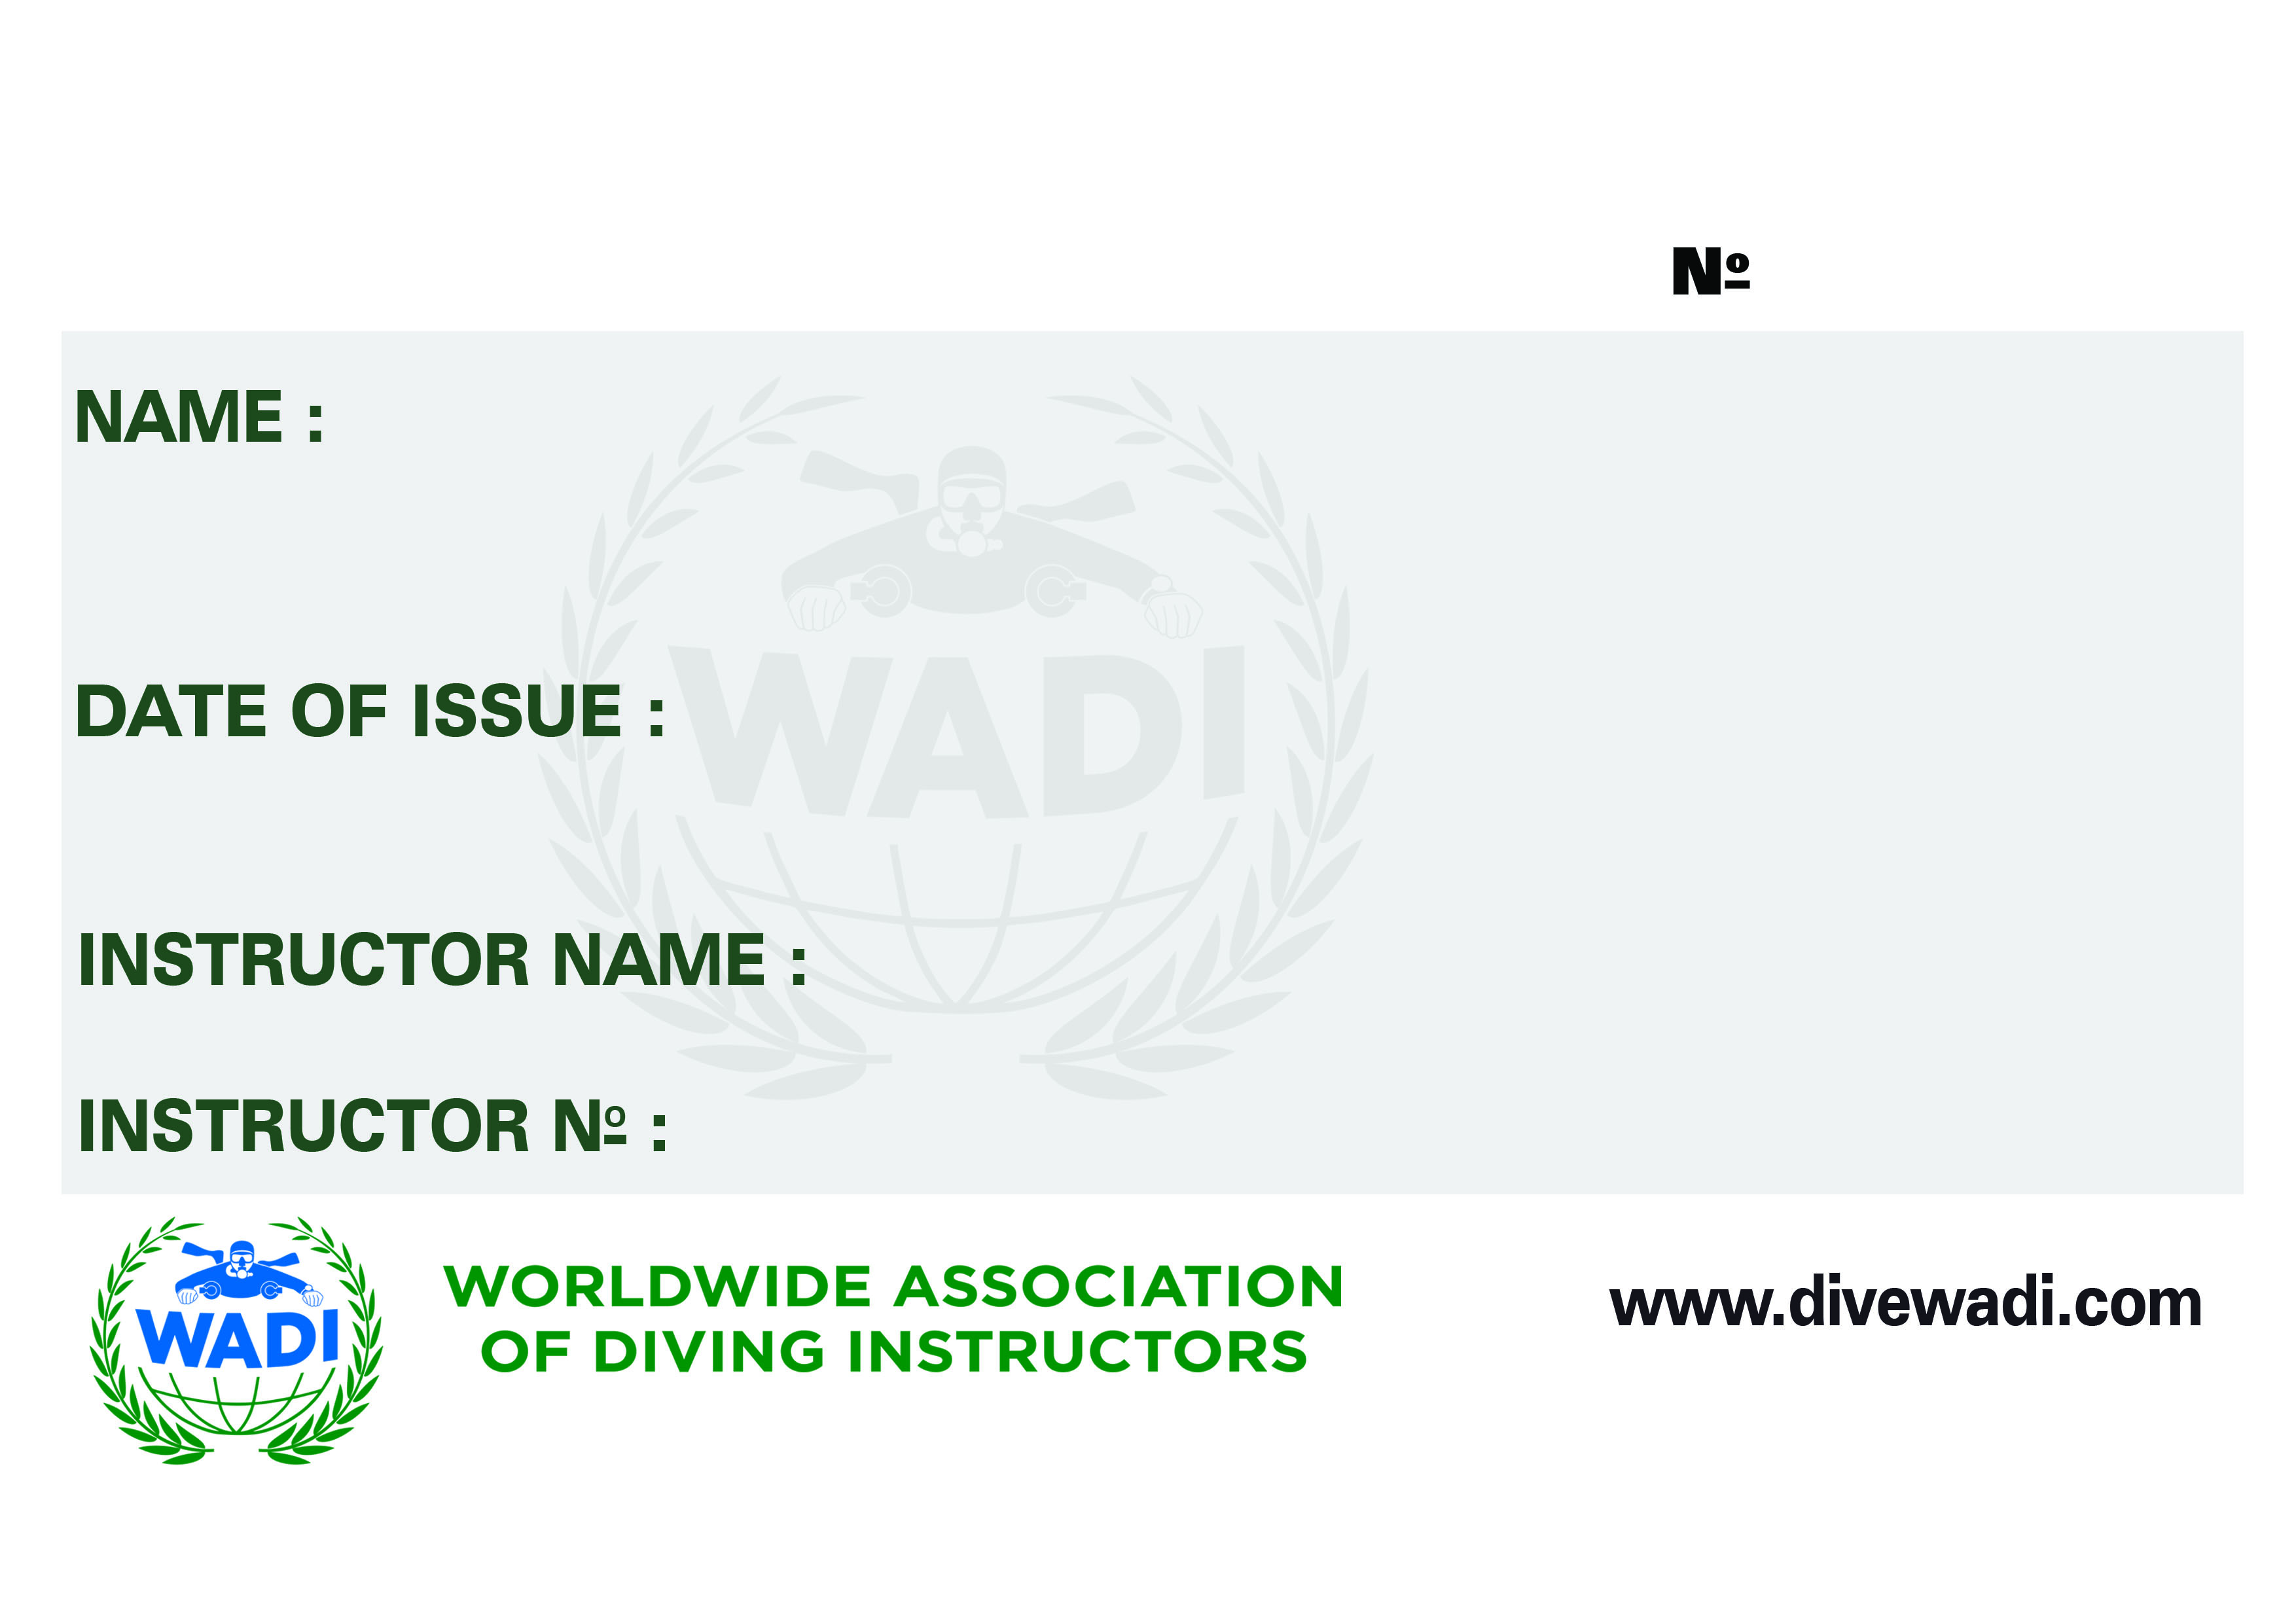 Nº
NAME :
WADI
DATE OF ISSUE :
INSTRUCTOR NAME :
INSTRUCTOR Nº :
WADI
WORLDWIDE ASSOCIATION
OF DIVING INSTRUCTORS
www.divewadi.com